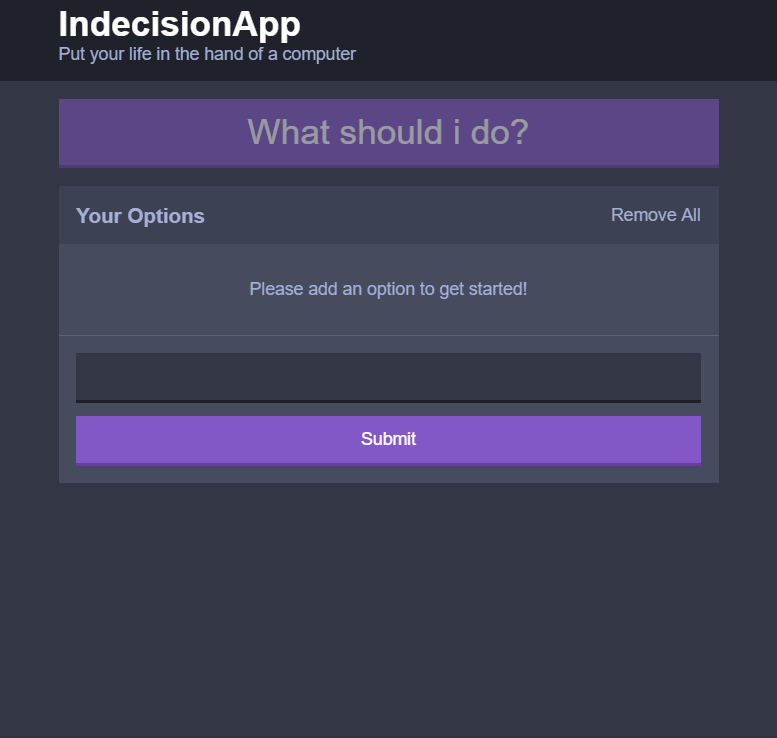 IndecisionApp
Put your life in the hand of a computer
What should i do?
Your Options
Remove All
Please add an option to get started!
Submit